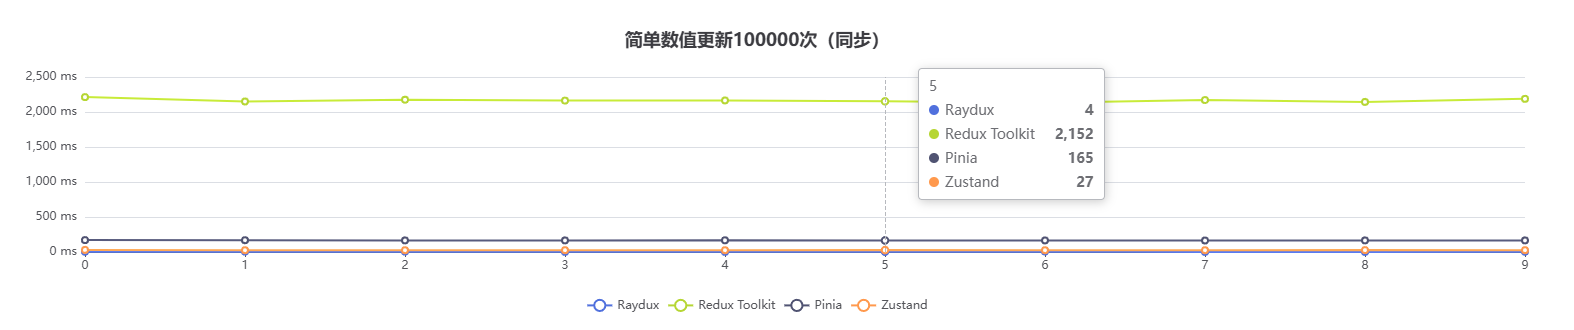 简单数值更新100000次（同步）
2,500 ms
2,000 ms
1,500 ms
1,000 ms
500 ms
0 ms
5
Raydux 4
Redux Toolkit 2,152
Pinia 165
Zustand 27
0 1 2 3 4 5 6 7 8 9
Raydux Redux Toolkit Pinia Zustand